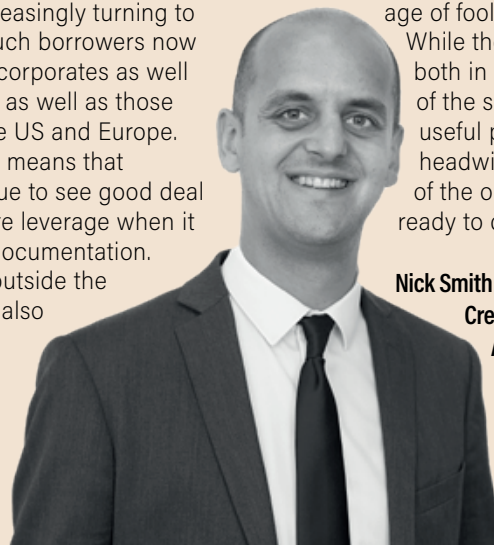 easingly turning to
uch borrowers now
corporates as well
as well as those
e US and Europe.
means that
ue to see good deal
ve leverage when it
ocumentation.
outside the
also
age of fool
While the
both in
of the s
useful p
headwi
of the o
ready to c
Nick Smith
Cre